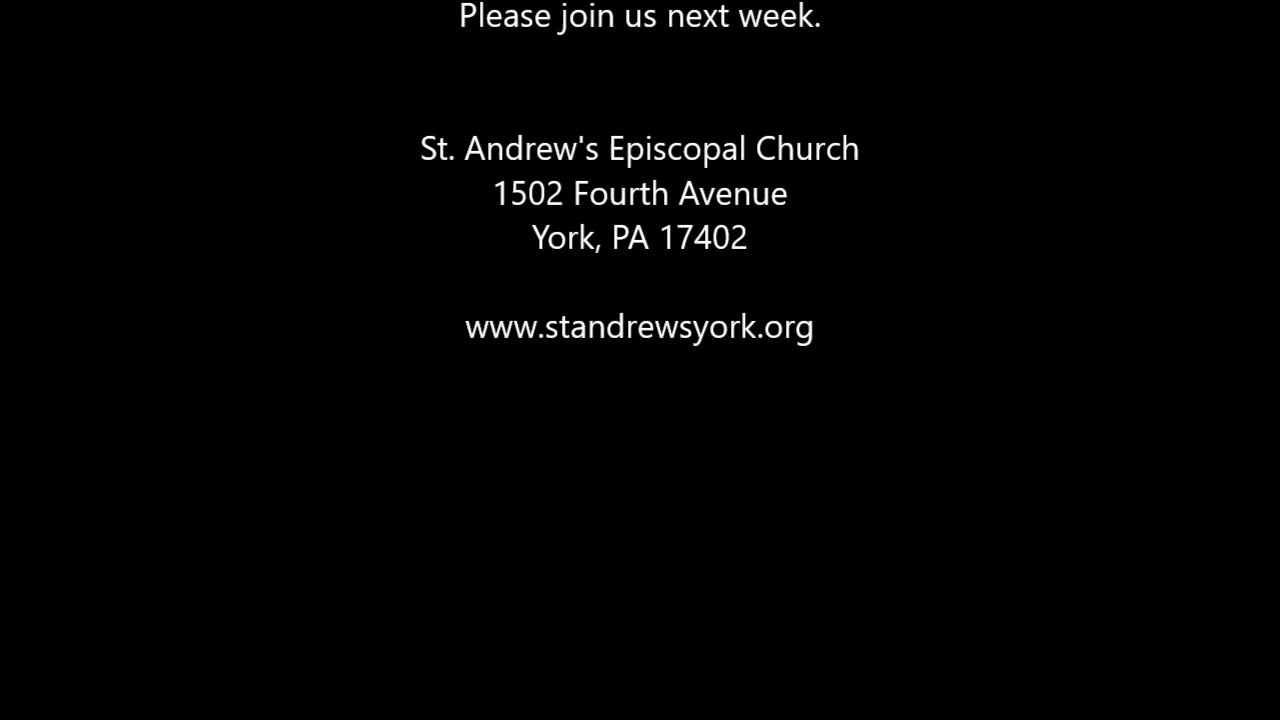 Please join us next week.
St. Andrew's Episcopal Church
1502 Fourth Avenue
York, PA 17402
www.standrewsyork.org